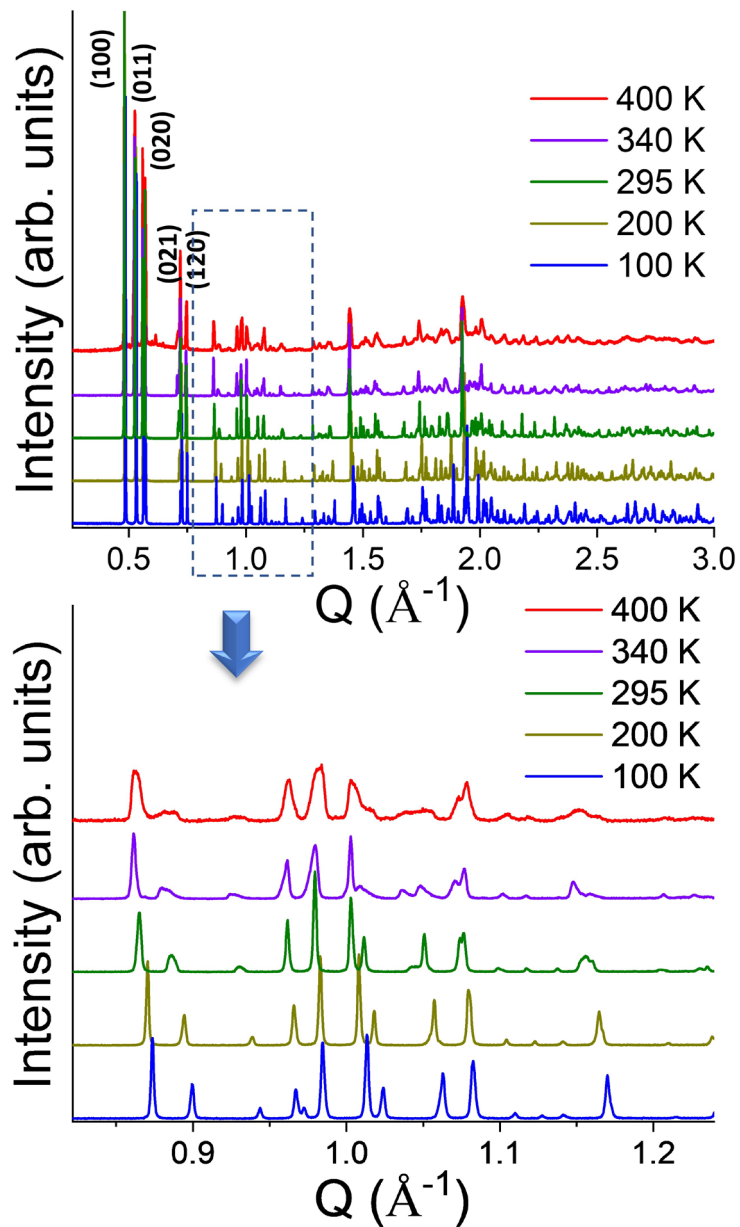 (100)
(011)
(020)
(021)
(120)
400 K
340 K
295 K
200 K
100 K
Intensity (arb. units)
0.5 1.0 1.5 2.0 2.5 3.0
Q (Å⁻¹)
400 K
340 K
295 K
200 K
100 K
Intensity (arb. units)
0.9 1.0 1.1 1.2
Q (Å⁻¹)